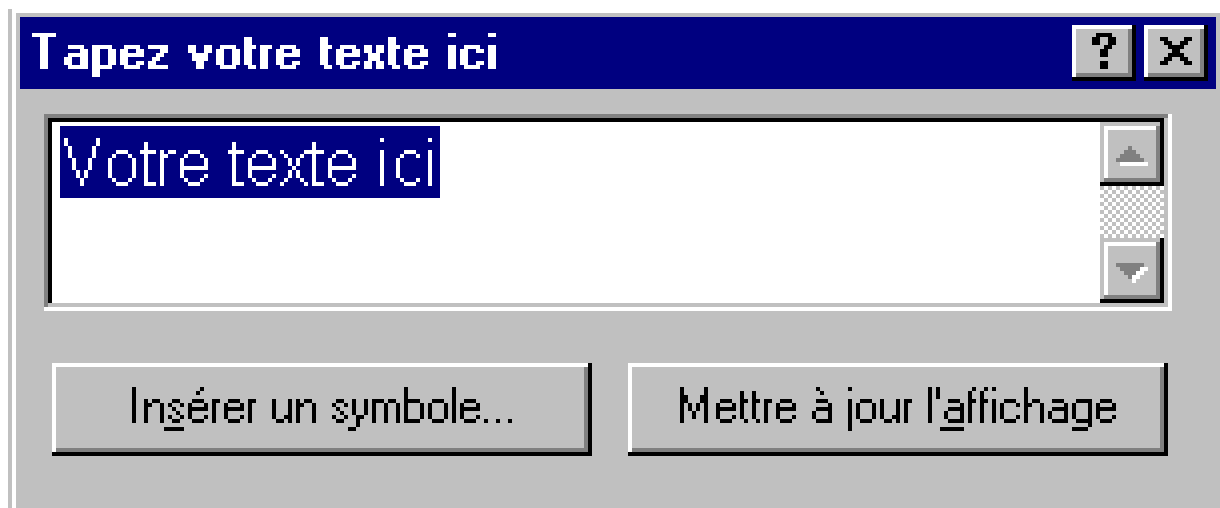 Tapez votre texte ici
Votre texte ici
Insérer un symbole...
Mettre à jour l'affichage